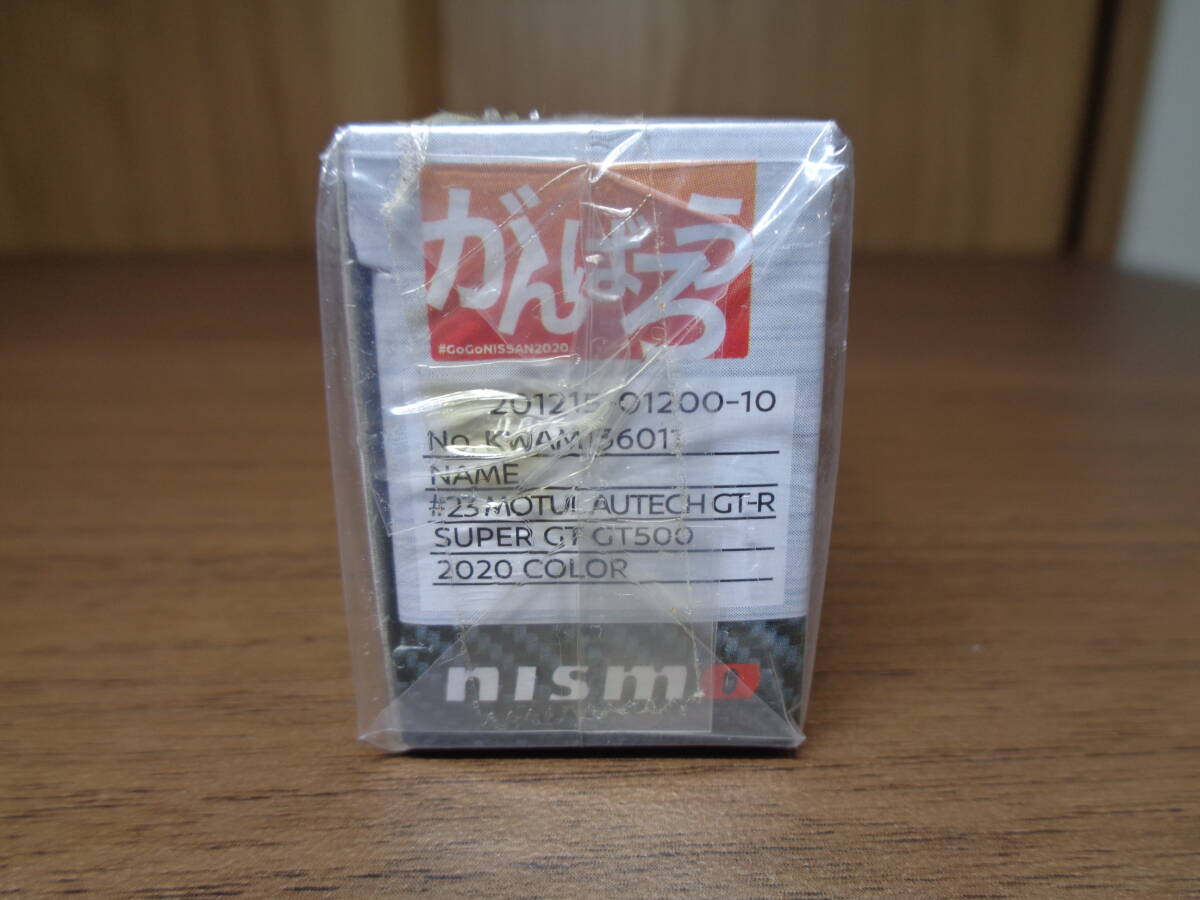 がんばろう
#GoGoNISSAN2020
201215 01200-10
No. KWAM136011
NAME
#23 MOTUL AUTECH GT-R
SUPER GT GT500
2020 COLOR
nismo